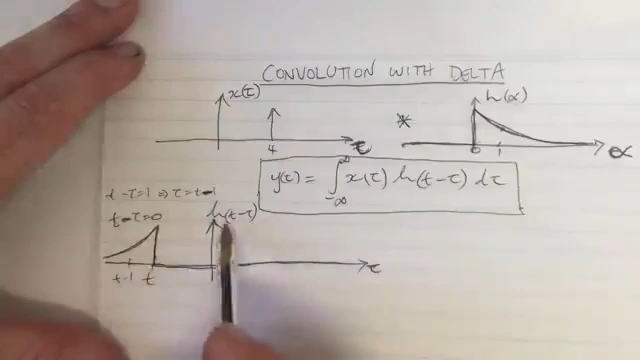 CONVOLUTION WITH DELTA
x(τ)
4
τ
*
h(α)
0 1
α
y(t) = ∫ x(τ) h(t-τ) dτ
∞
-∞
t-τ=1 ⇒ τ=t-1
t-τ=0
h(t-τ)
t-1 t
τ